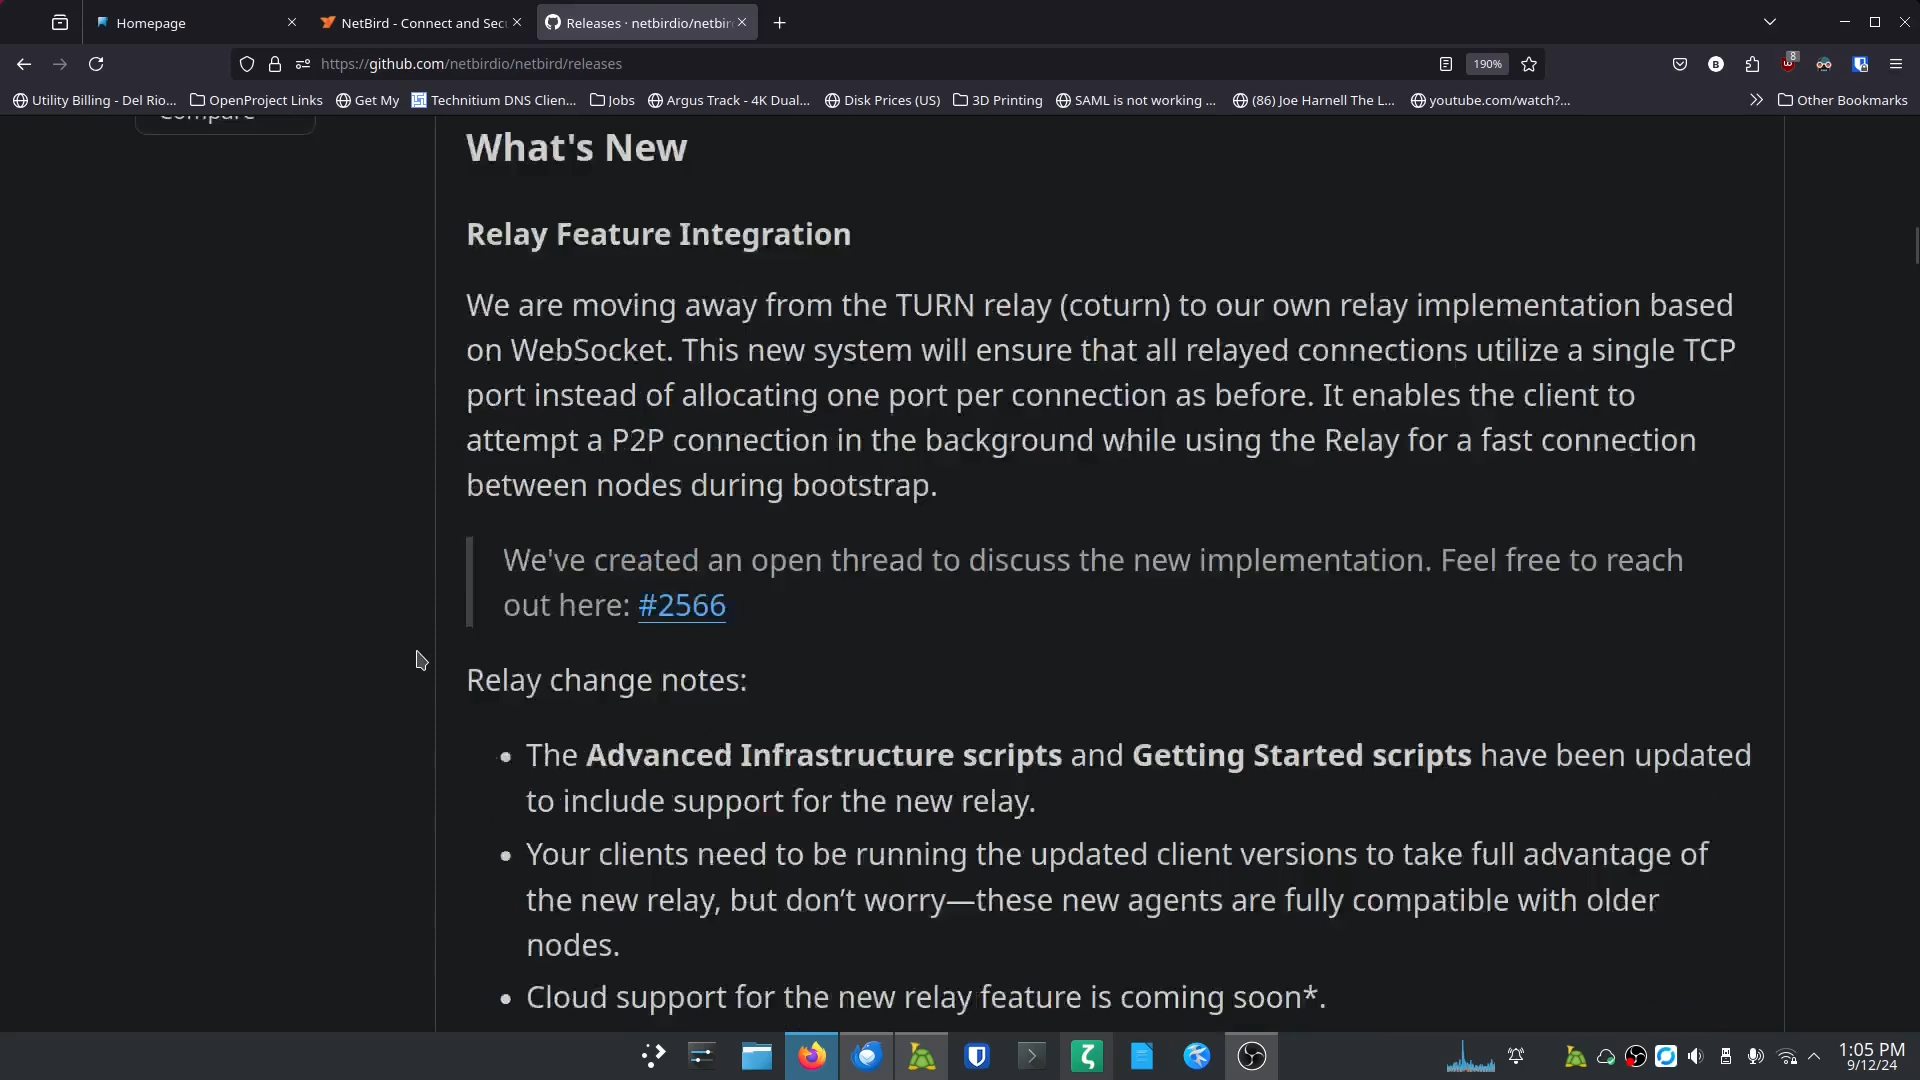 Homepage
NetBird - Connect and Sec
Releases · netbirdio/netbir
https://github.com/netbirdio/netbird/releases
190%
8
Utility Billing - Del Rio...
OpenProject Links
Get My
Technitium DNS Clien...
Jobs
Argus Track - 4K Dual...
Disk Prices (US)
3D Printing
SAML is not working ...
(86) Joe Harnell The L...
youtube.com/watch?...
Other Bookmarks
Compare
What's New
Relay Feature Integration
We are moving away from the TURN relay (coturn) to our own relay implementation based
on WebSocket. This new system will ensure that all relayed connections utilize a single TCP
port instead of allocating one port per connection as before. It enables the client to
attempt a P2P connection in the background while using the Relay for a fast connection
between nodes during bootstrap.
We've created an open thread to discuss the new implementation. Feel free to reach
out here: #2566
Relay change notes:
• The Advanced Infrastructure scripts and Getting Started scripts have been updated
to include support for the new relay.
• Your clients need to be running the updated client versions to take full advantage of
the new relay, but don’t worry—these new agents are fully compatible with older
nodes.
• Cloud support for the new relay feature is coming soon*.
1:05 PM
9/12/24